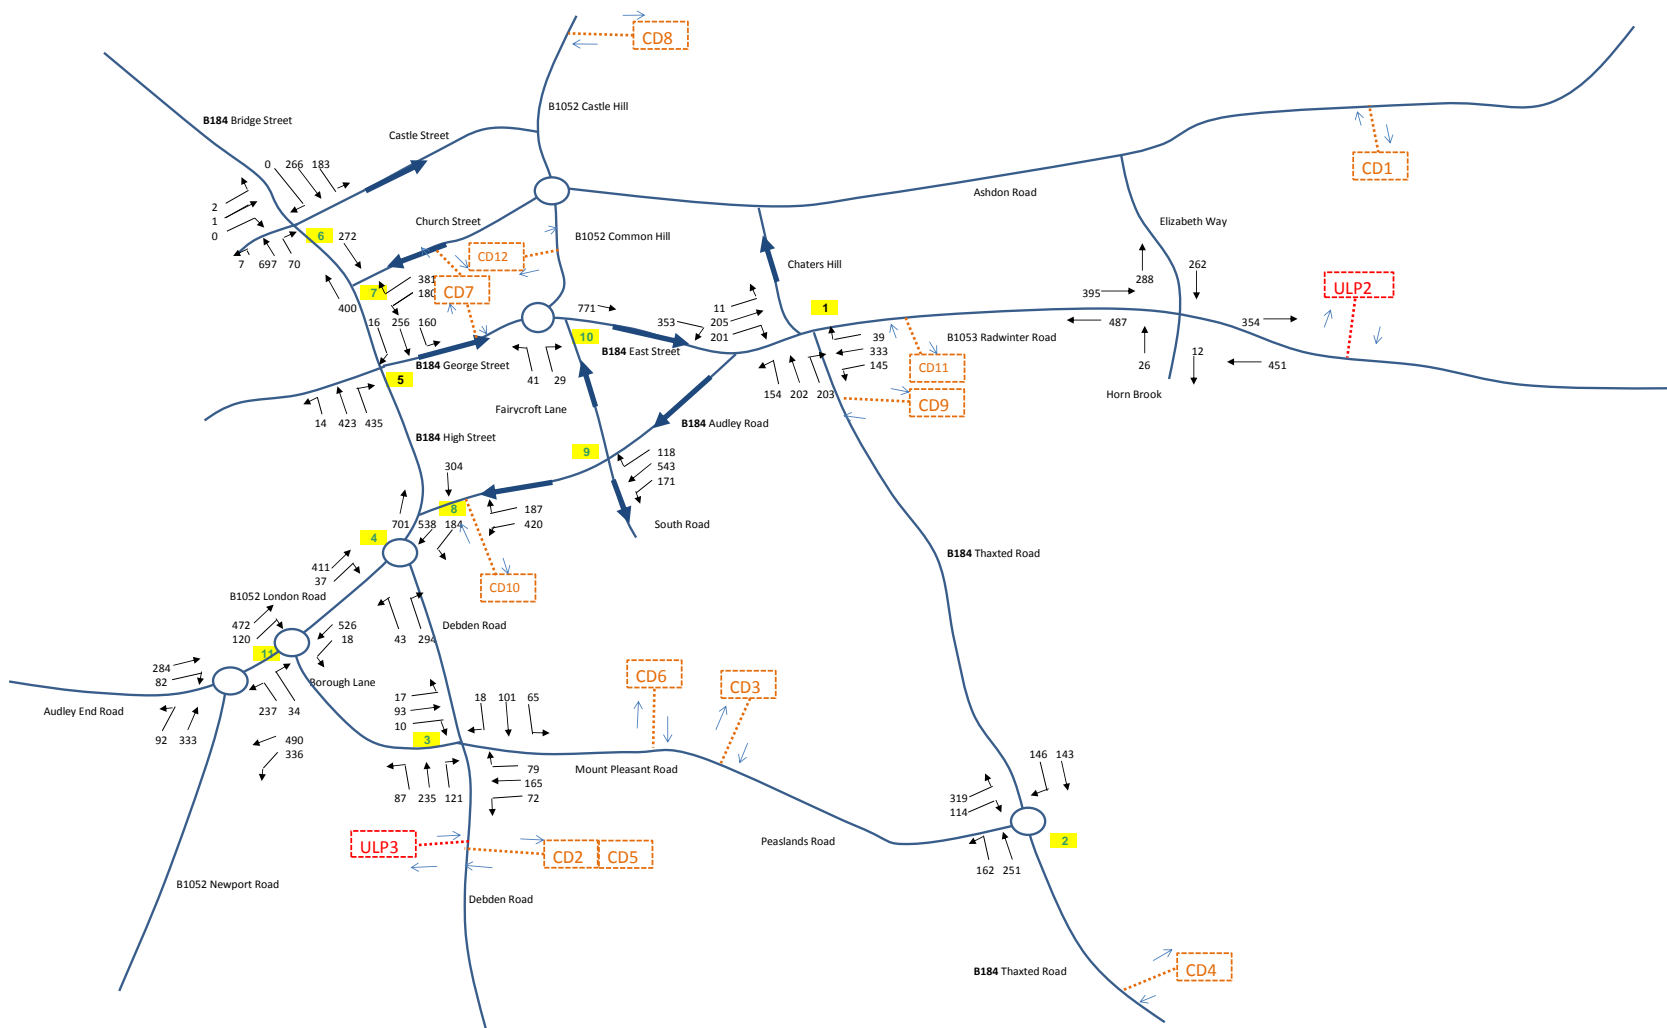 CD8
B1052 Castle Hill
B184 Bridge Street
Castle Street
0 266 183
2
1
0
7 697 70
6
272
Church Street
CD12
B1052 Common Hill
CD1
Ashdon Road
Elizabeth Way
Chaters Hill
ULP2
7
381
180
CD7
400
16 256 160
771
353
11
205
201
1
395
288
262
487
354
B1053 Radwinter Road
10
B184 East Street
39
333
145
CD11
B184 George Street
5
41 29
154 202 203
26
12
451
Horn Brook
CD9
14 423 435
Fairycroft Lane
B184 Audley Road
B184 High Street
9
118
543
171
304
8
187
420
South Road
701 538 184
4
411
37
CD10
B184 Thaxted Road
B1052 London Road
472
120
526
18
43 294
Debden Road
11
284
82
Borough Lane
Audley End Road
92 333
237 34
490
336
17
93
10
18 101 65
3
CD6
CD3
Mount Pleasant Road
87 235 121
79
165
72
146 143
319
114
2
162 251
Peaslands Road
ULP3
CD2 CD5
B1052 Newport Road
Debden Road
B184 Thaxted Road
CD4